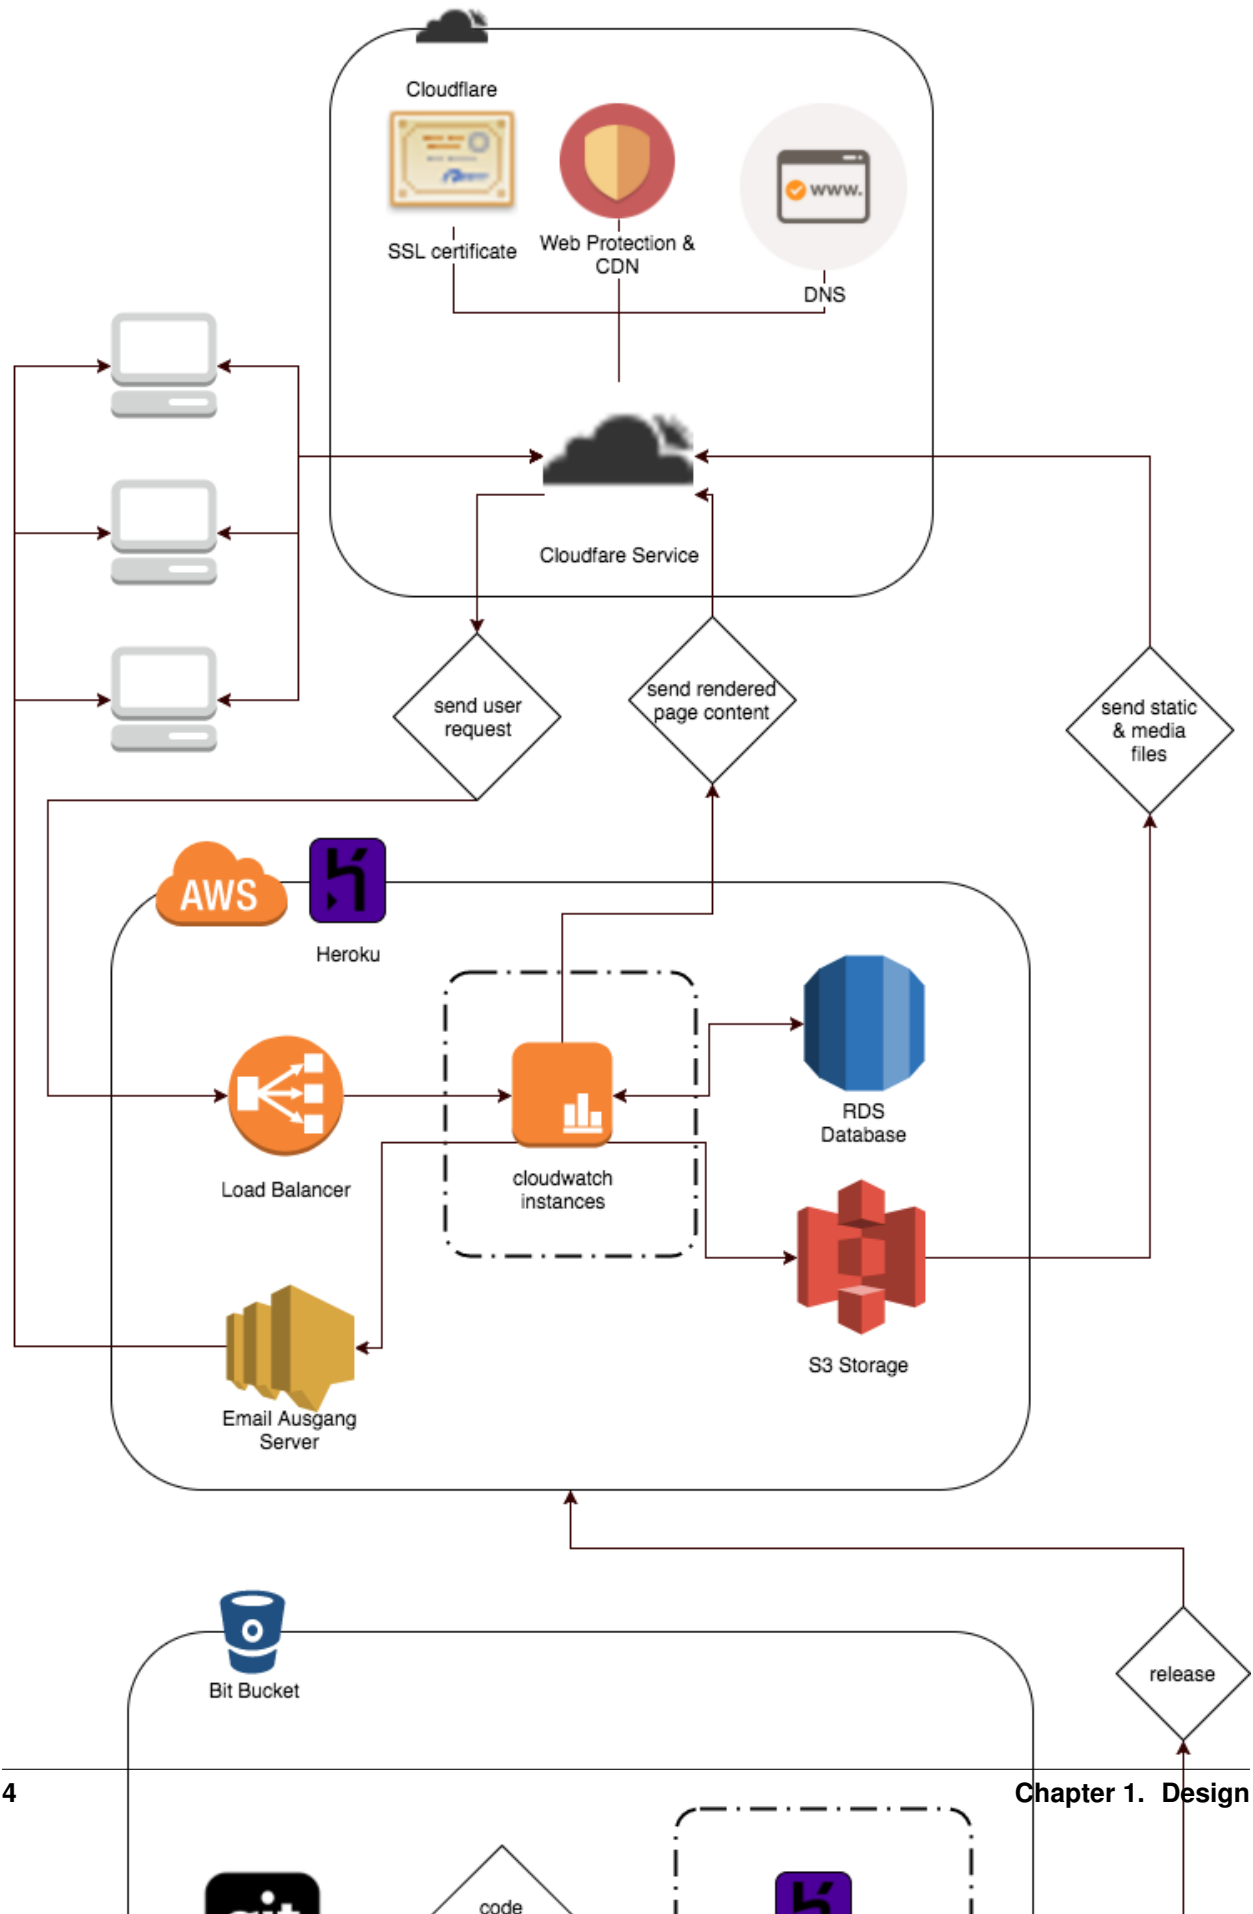 Cloudflare
SSL certificate
Web Protection &
CDN
www.
DNS
Cloudfare Service
send user
request
send rendered
page content
send static
& media
files
AWS
Heroku
RDS
Database
Load Balancer
cloudwatch
instances
S3 Storage
Email Ausgang
Server
Bit Bucket
release
4
Chapter 1. Design
code
git